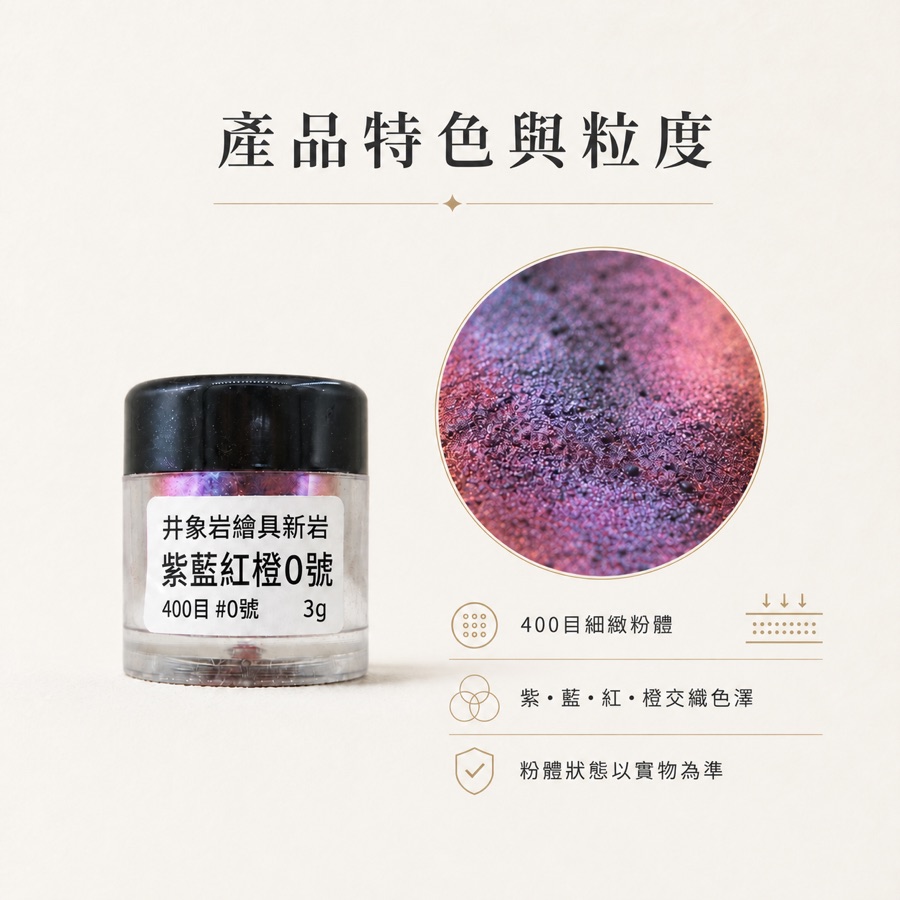 產品特色與粒度
井象岩繪具新岩
紫藍紅橙0號
400目 #0號 3g
400目細緻粉體
紫•藍•紅•橙交織色澤
粉體狀態以實物為準